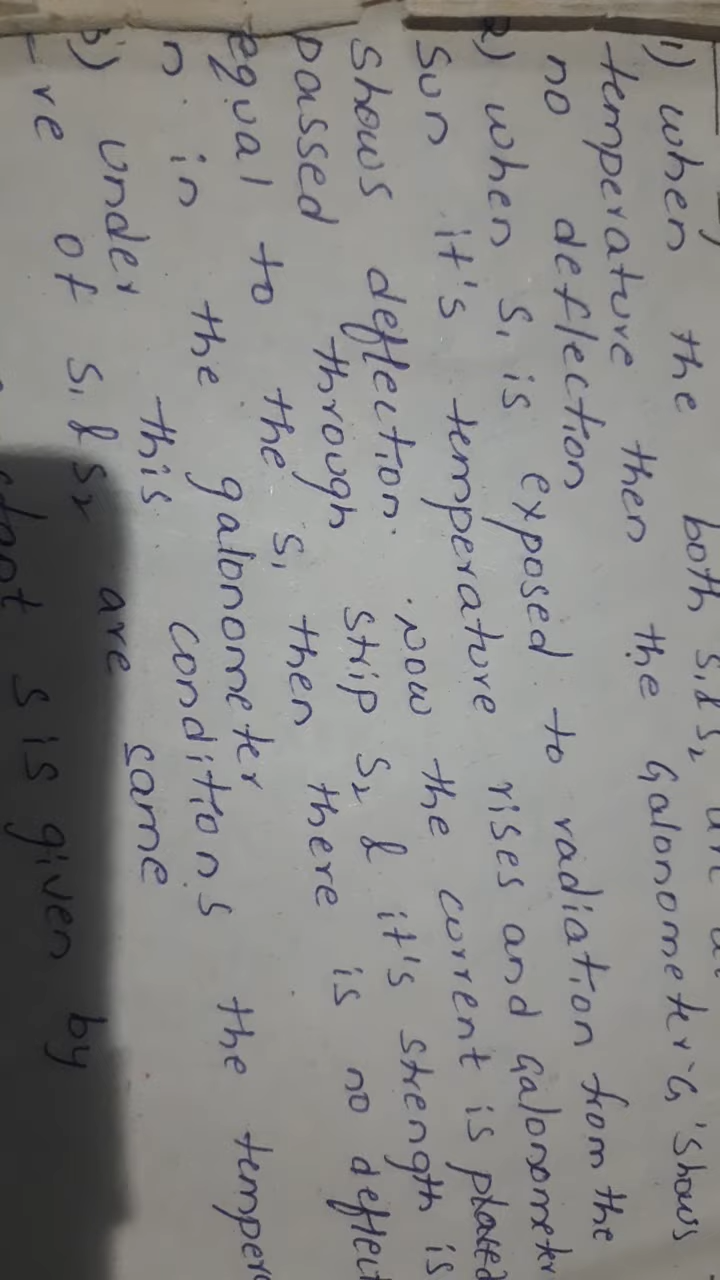 1) when the both S1 & S2
temperature then the Galonometer 'G' shows
no deflection
2) when S1 is exposed to radiation from the
Sun it's temperature rises and Galonometer
shows deflection. Now the current is
passed through strip S2 & it's strength is
equal to the S1 then there is no deflect
n in the galonometer
3) under this conditions the temper
re of S1 & S2 are same
s is given by